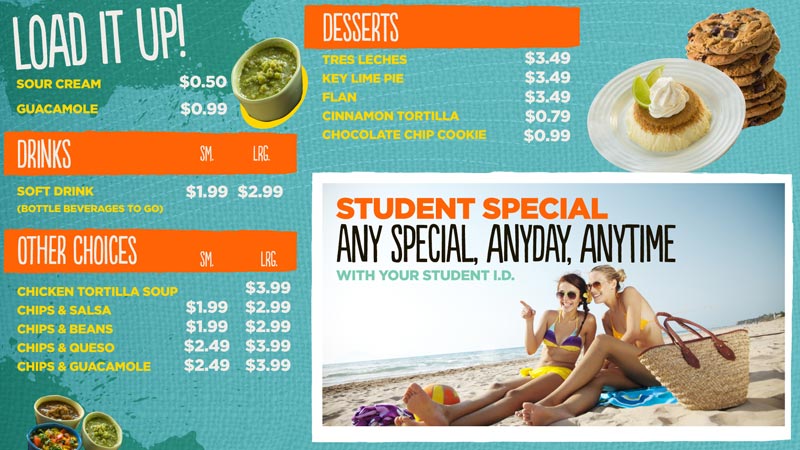 LOAD IT UP!
SOUR CREAM $0.50
GUACAMOLE $0.99
DRINKS SM. LRG.
SOFT DRINK $1.99 $2.99
(BOTTLE BEVERAGES TO GO)
OTHER CHOICES SM. LRG.
CHICKEN TORTILLA SOUP $3.99
CHIPS & SALSA $1.99 $2.99
CHIPS & BEANS $1.99 $2.99
CHIPS & QUESO $2.49 $3.99
CHIPS & GUACAMOLE $2.49 $3.99
DESSERTS
TRES LECHES $3.49
KEY LIME PIE $3.49
FLAN $3.49
CINNAMON TORTILLA $0.79
CHOCOLATE CHIP COOKIE $0.99
STUDENT SPECIAL
ANY SPECIAL, ANYDAY, ANYTIME
WITH YOUR STUDENT I.D.